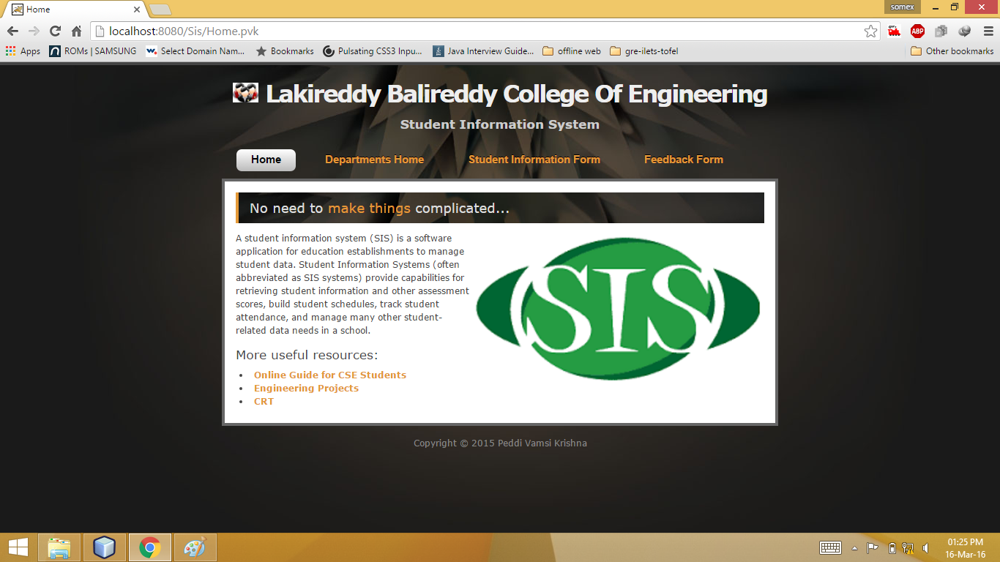 Home
somex
localhost:8080/Sis/Home.pvk
ABP
Apps
ROMs | SAMSUNG
Select Domain Nam...
Bookmarks
Pulsating CSS3 Inpu...
Java Interview Guide...
offline web
gre-ilets-tofel
Other bookmarks
Lakireddy Balireddy College Of Engineering
Student Information System
Home
Departments Home
Student Information Form
Feedback Form
No need to make things complicated...
A student information system (SIS) is a software
application for education establishments to manage
student data. Student Information Systems (often
abbreviated as SIS systems) provide capabilities for
retrieving student information and other assessment
scores, build student schedules, track student
attendance, and manage many other student-
related data needs in a school.
(SIS)
More useful resources:
Online Guide for CSE Students
Engineering Projects
CRT
Copyright © 2015 Peddi Vamsi Krishna
01:25 PM
16-Mar-16